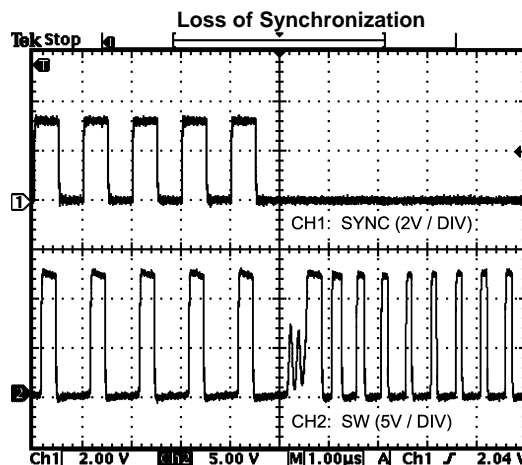 Loss of Synchronization
Tek Stop
T
1
CH1: SYNC (2V / DIV)
2
CH2: SW (5V / DIV)
Ch1 2.00 V Ch2 5.00 V M 1.00µs A Ch1 2.04 V